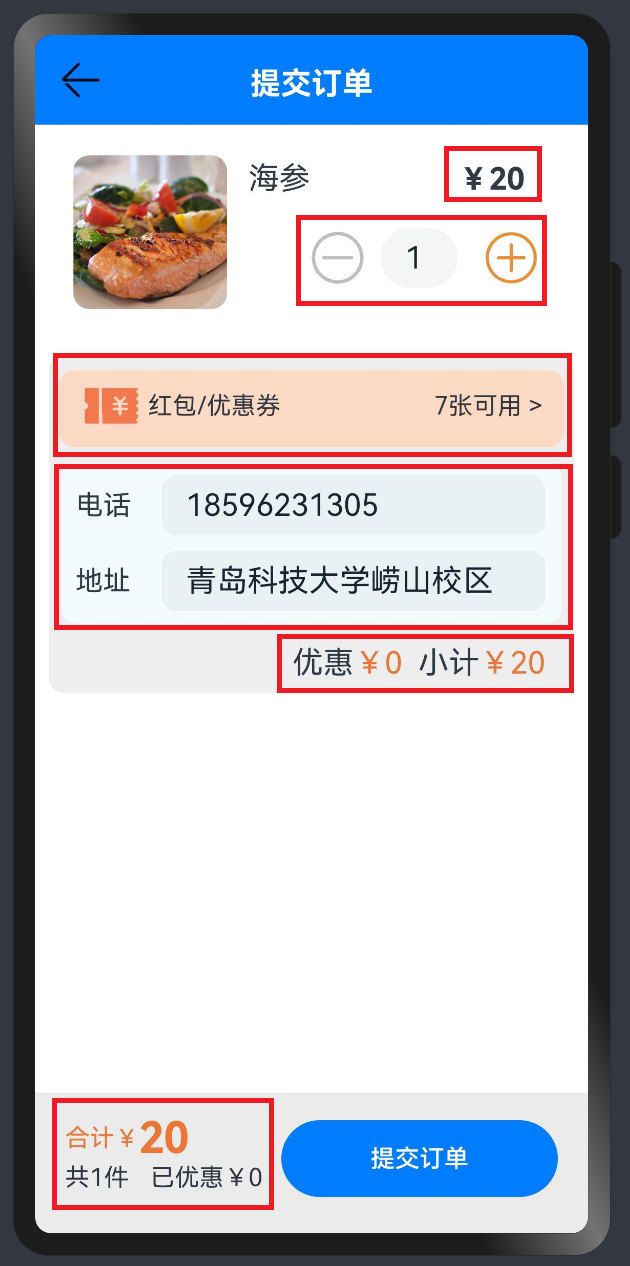 提交订单
海参
¥ 20
1
¥ 红包/优惠券 7张可用 >
电话 18596231305
地址 青岛科技大学崂山校区
优惠¥0 小计¥20
合计¥20
共1件 已优惠¥0
提交订单